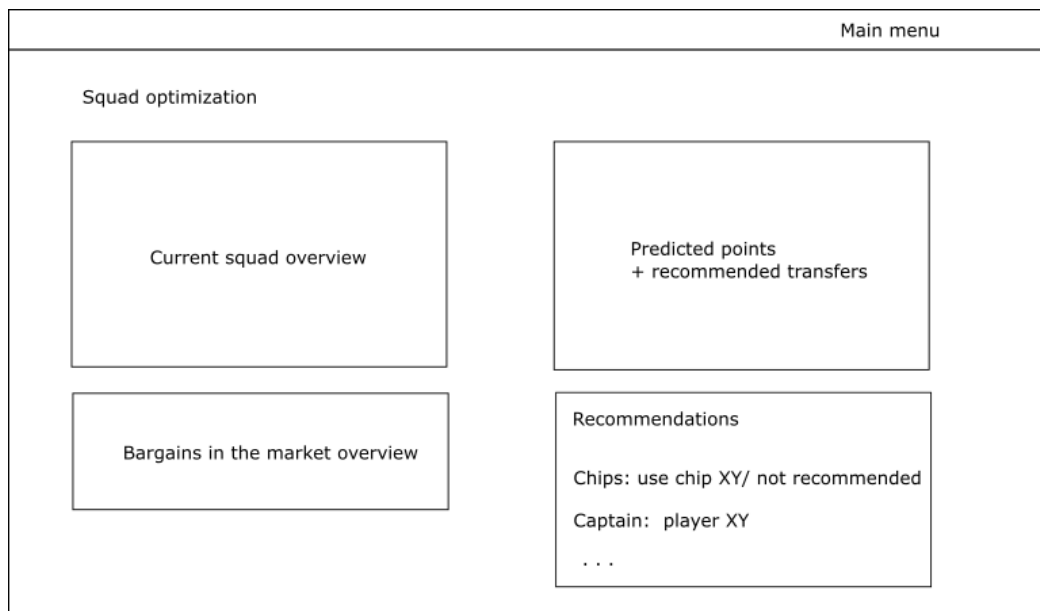 Main menu
Squad optimization
Current squad overview
Predicted points
+ recommended transfers
Bargains in the market overview
Recommendations
Chips: use chip XY/ not recommended
Captain: player XY
. . .